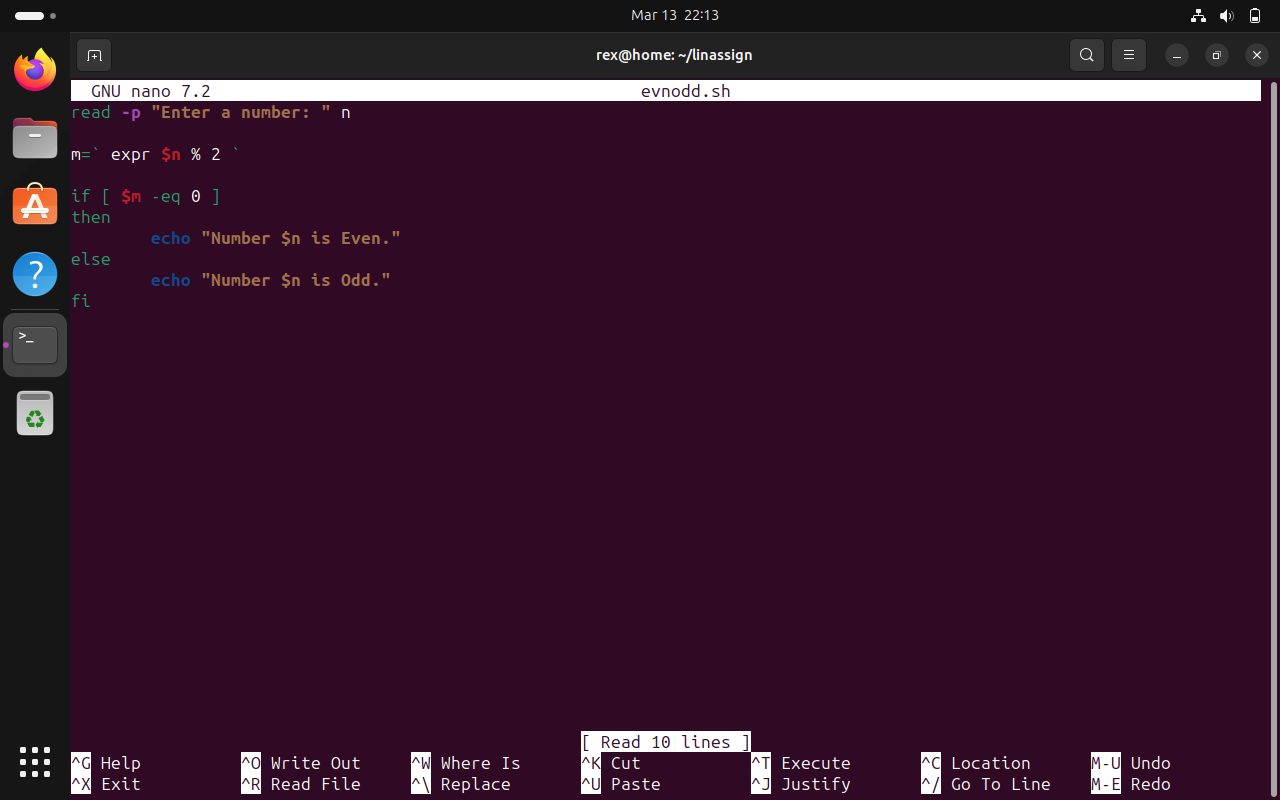 Mar 13 22:13
rex@home: ~/linassign
GNU nano 7.2 evnodd.sh
read -p "Enter a number: " n
m=` expr $n % 2 `
if [ $m -eq 0 ]
then
echo "Number $n is Even."
else
echo "Number $n is Odd."
fi
[ Read 10 lines ]
^G Help ^O Write Out ^W Where Is ^K Cut ^T Execute ^C Location M-U Undo
^X Exit ^R Read File ^\ Replace ^U Paste ^J Justify ^/ Go To Line M-E Redo